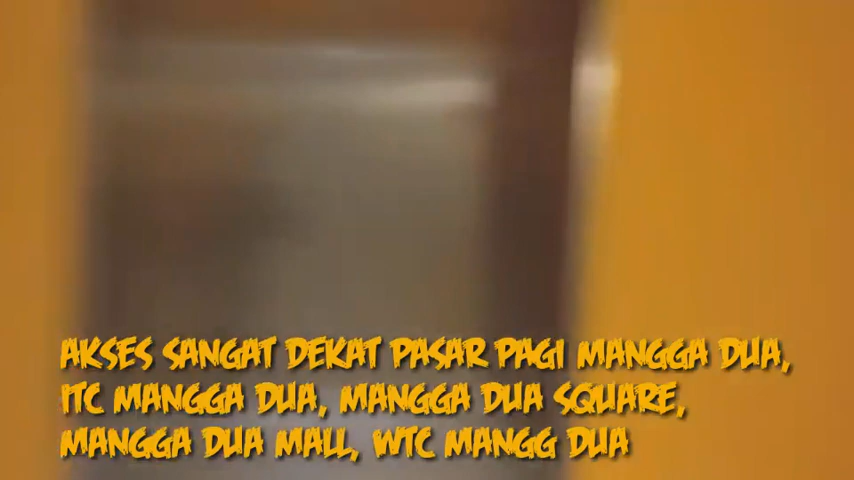 AKSES SANGAT DEKAT PASAR PAGI MANGGA DUA,
ITC MANGGA DUA, MANGGA DUA SQUARE,
MANGGA DUA MALL, WTC MANGG DUA